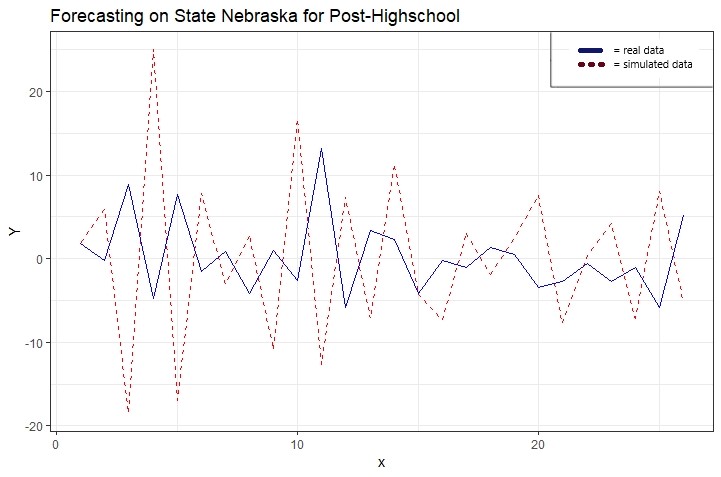 Forecasting on State Nebraska for Post-Highschool
= real data
= simulated data
20
10
0
-10
-20
Y
0
10
20
x